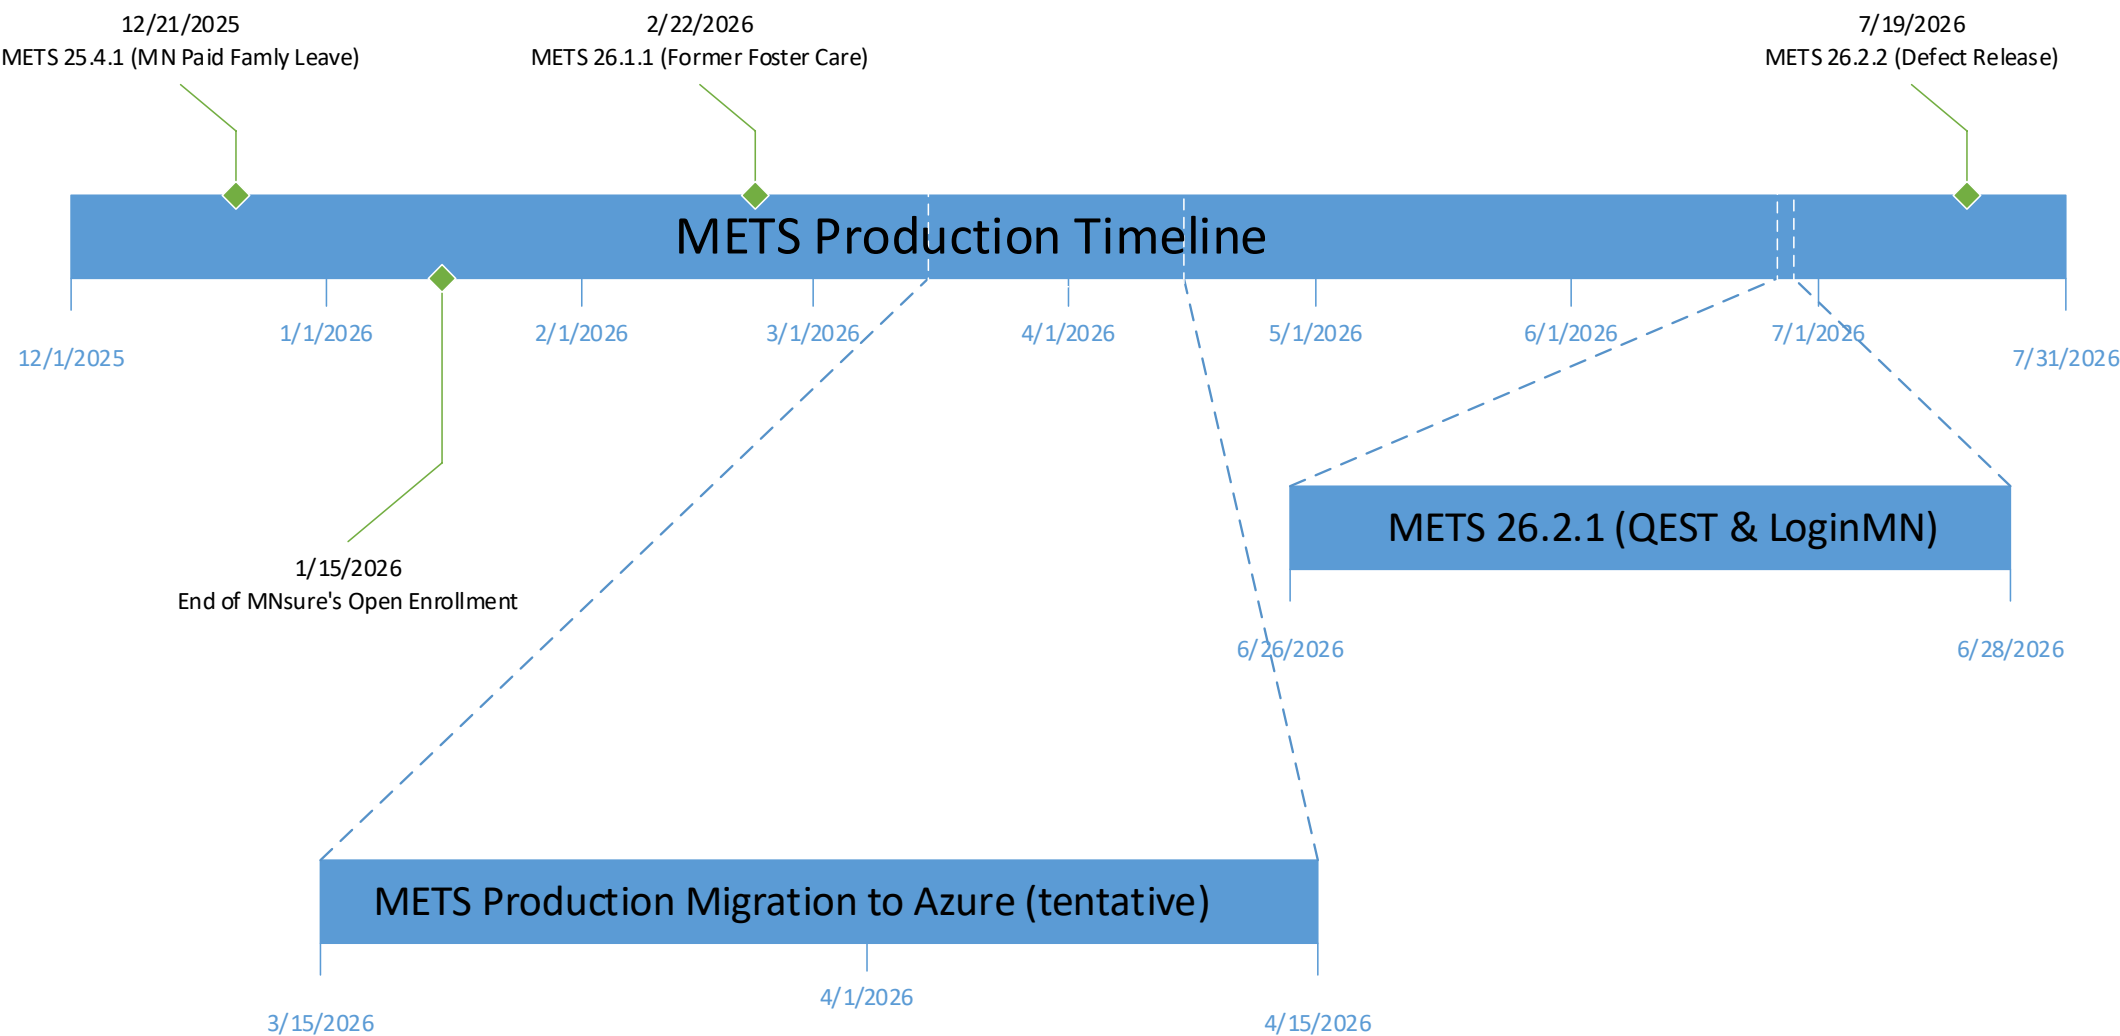 12/21/2025
METS 25.4.1 (MN Paid Famly Leave)
2/22/2026
METS 26.1.1 (Former Foster Care)
7/19/2026
METS 26.2.2 (Defect Release)
METS Production Timeline
12/1/2025
1/1/2026
2/1/2026
3/1/2026
4/1/2026
5/1/2026
6/1/2026
7/1/2026
7/31/2026
METS 26.2.1 (QEST & LoginMN)
6/26/2026
6/28/2026
1/15/2026
End of MNsure's Open Enrollment
METS Production Migration to Azure (tentative)
3/15/2026
4/1/2026
4/15/2026